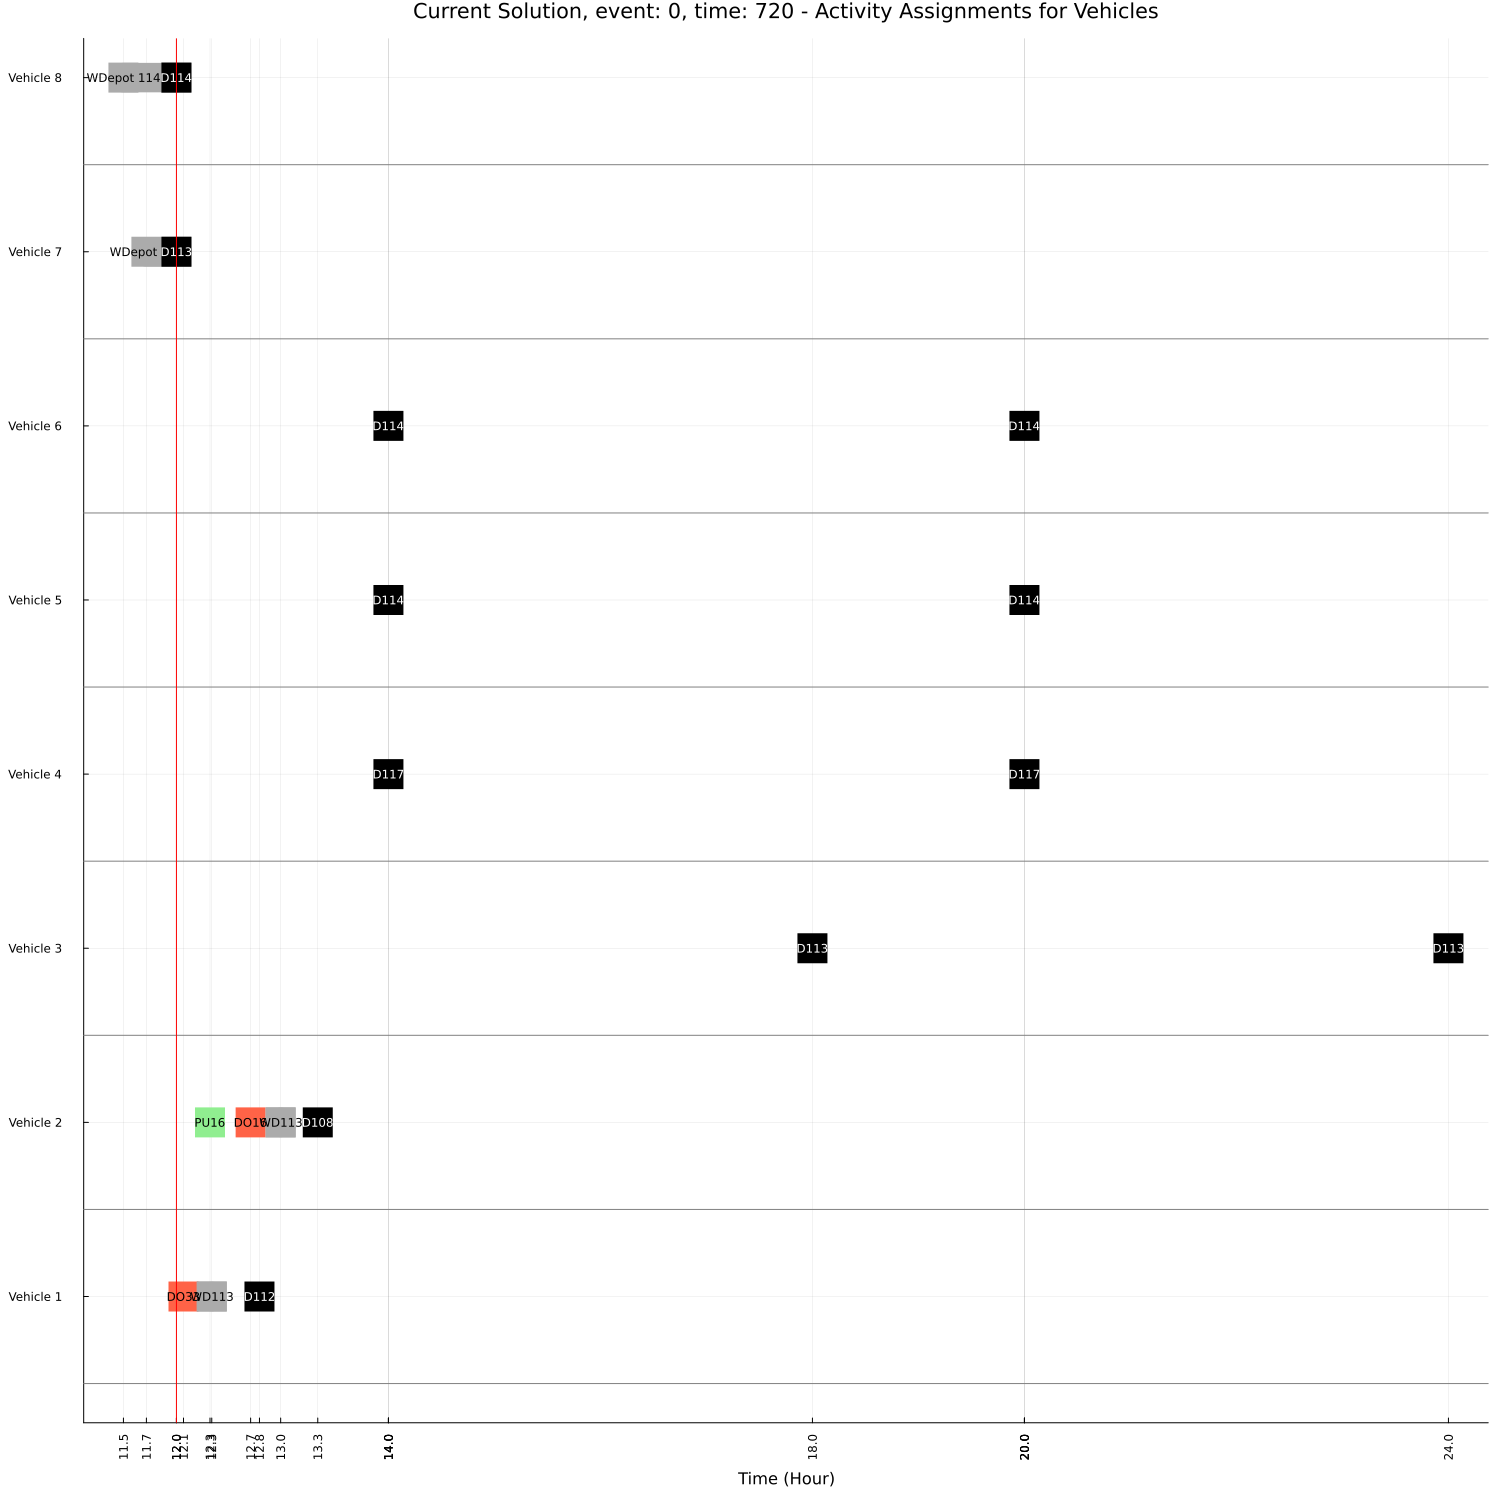 Current Solution, event: 0, time: 720 - Activity Assignments for Vehicles
Vehicle 8
WDepot 114
D114
Vehicle 7
WDepot
D113
Vehicle 6
D114
D114
Vehicle 5
D114
D114
Vehicle 4
D117
D117
Vehicle 3
D113
D113
Vehicle 2
PU16
DO16
WD113
D108
Vehicle 1
DO33
WD113
D112
11.5
11.7
12.0
12.1
12.7
12.8
13.0
13.3
14.0
18.0
20.0
24.0
Time (Hour)